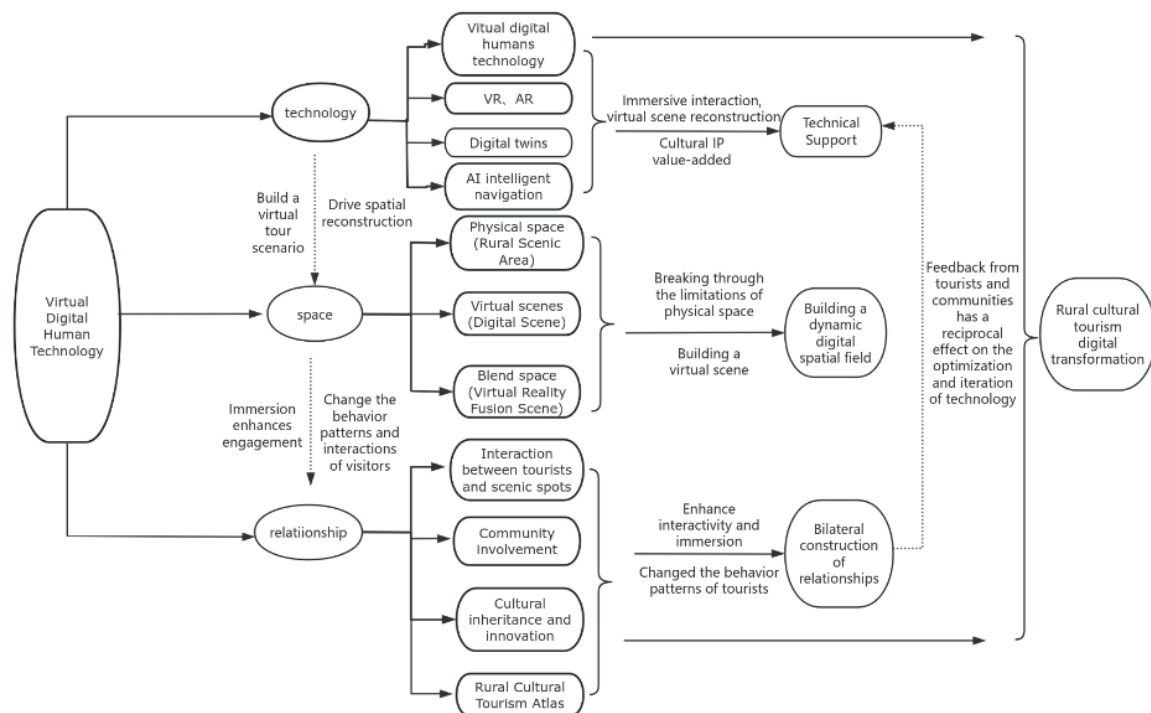 Virtual
Digital
Human
Technology
technology
Build a
virtual
tour
scenario
Drive spatial
reconstruction
space
Immersion
enhances
engagement
Change the
behavior
patterns and
interactions
of visitors
relatiionship
Vitual digital
humans
technology
VR、AR
Digital twins
AI intelligent
navigation
Physical space
(Rural Scenic
Area)
Virtual scenes
(Digital Scene)
Blend space
(Virtual Reality
Fusion Scene)
Interaction
between tourists
and scenic spots
Community
involvement
Cultural
inheritance and
innovation
Rural Cultural
Tourism Atlas
Immersive interaction,
virtual scene reconstruction
Cultural IP
value-added
Technical
Support
Breaking through
the limitations of
physical space
Building a
virtual scene
Building a
dynamic
digital
spatial field
Enhance
interactivity and
immersion
Changed the behavior
patterns of tourists
Bilateral
construction
of
relationships
Feedback from
tourists and
communities
has a
reciprocal
effect on the
optimization
and iteration
of technology
Rural cultural
tourism
digital
transformation